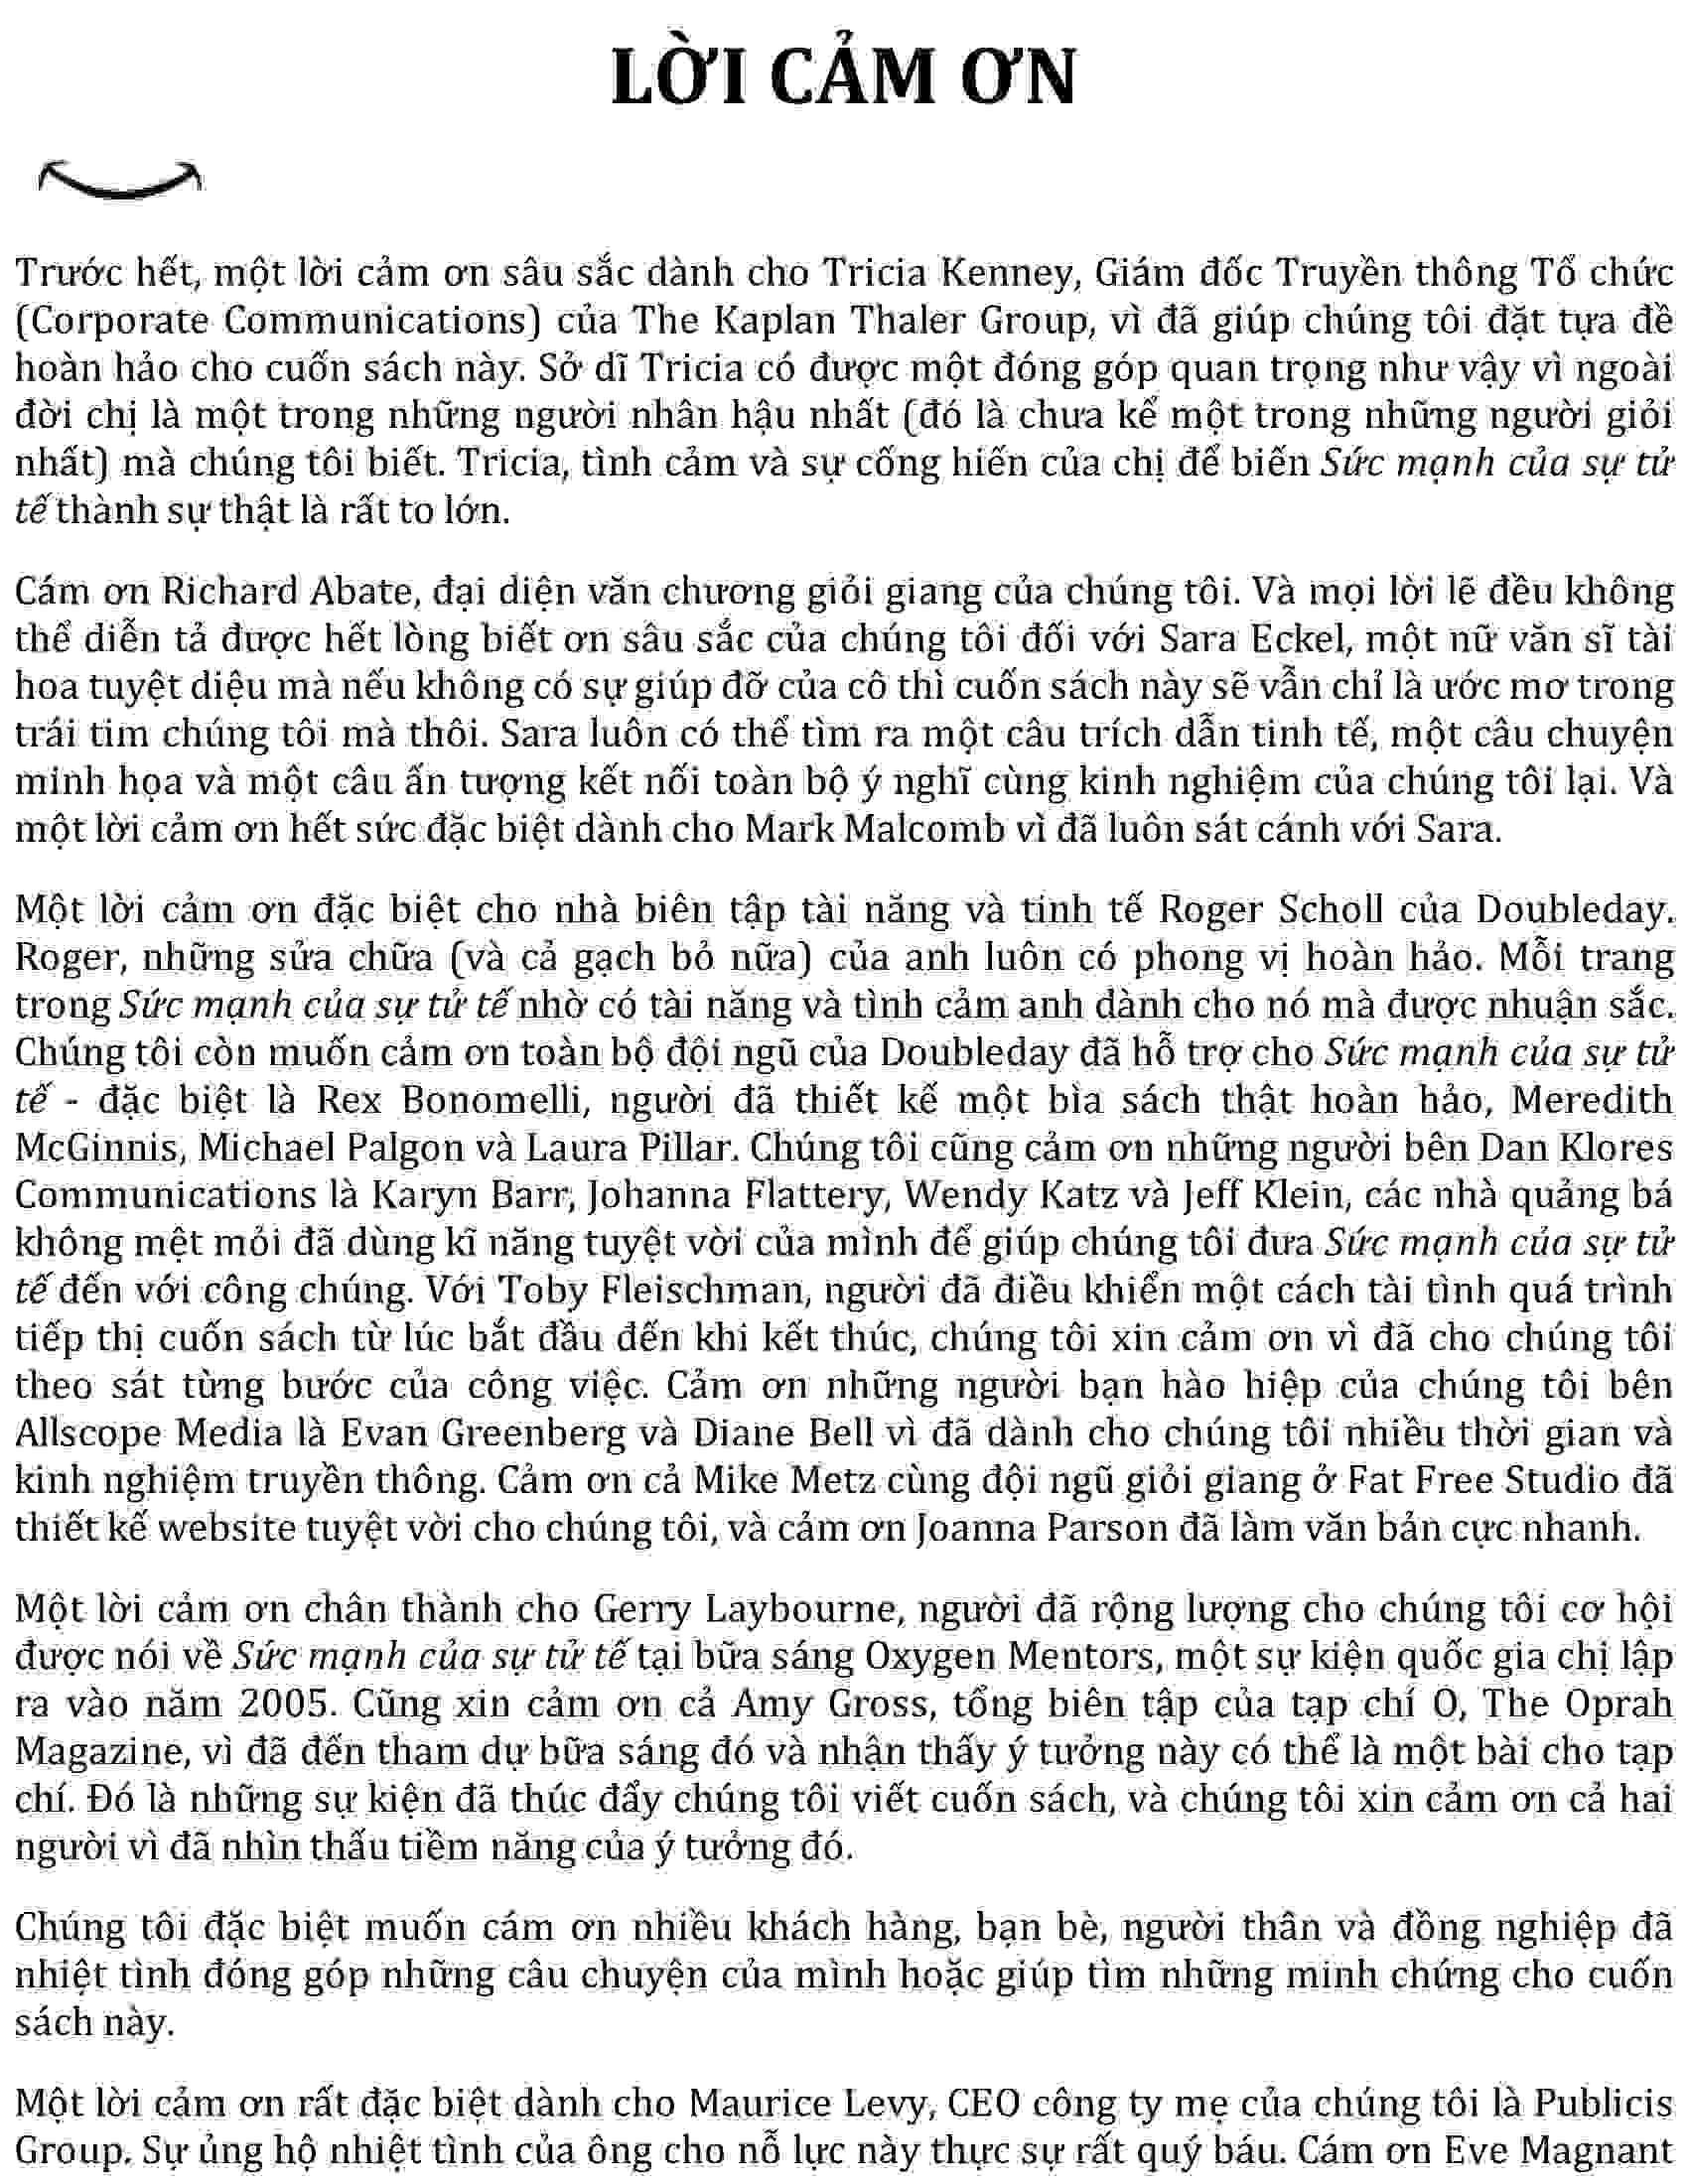 LỜI CẢM ƠN
Trước hết, một lời cảm ơn sâu sắc dành cho Tricia Kenney, Giám đốc Truyền thông Tổ chức
(Corporate Communications) của The Kaplan Thaler Group, vì đã giúp chúng tôi đặt tựa đề
hoàn hảo cho cuốn sách này. Sở dĩ Tricia có được một đóng góp quan trọng như vậy vì ngoài
đời chị là một trong những người nhân hậu nhất (đó là chưa kể một trong những người giỏi
nhất) mà chúng tôi biết. Tricia, tình cảm và sự cống hiến của chị để biến Sức mạnh của sự tử
tế thành sự thật là rất to lớn.
Cám ơn Richard Abate, đại diện văn chương giỏi giang của chúng tôi. Và mọi lời lẽ đều không
thể diễn tả được hết lòng biết ơn sâu sắc của chúng tôi đối với Sara Eckel, một nữ văn sĩ tài
hoa tuyệt diệu mà nếu không có sự giúp đỡ của cô thì cuốn sách này sẽ vẫn chỉ là ước mơ trong
trái tim chúng tôi mà thôi. Sara luôn có thể tìm ra một câu trích dẫn tinh tế, một câu chuyện
minh họa và một câu ấn tượng kết nối toàn bộ ý nghĩ cùng kinh nghiệm của chúng tôi lại. Và
một lời cảm ơn hết sức đặc biệt dành cho Mark Malcomb vì đã luôn sát cánh với Sara.
Một lời cảm ơn đặc biệt cho nhà biên tập tài năng và tinh tế Roger Scholl của Doubleday.
Roger, những sửa chữa (và cả gạch bỏ nữa) của anh luôn có phong vị hoàn hảo. Mỗi trang
trong Sức mạnh của sự tử tế nhờ có tài năng và tình cảm anh dành cho nó mà được nhuận sắc.
Chúng tôi còn muốn cảm ơn toàn bộ đội ngũ của Doubleday đã hỗ trợ cho Sức mạnh của sự tử
tế - đặc biệt là Rex Bonomelli, người đã thiết kế một bìa sách thật hoàn hảo, Meredith
McGinnis, Michael Palgon và Laura Pillar. Chúng tôi cũng cảm ơn những người bên Dan Klores
Communications là Karyn Barr, Johanna Flattery, Wendy Katz và Jeff Klein, các nhà quảng bá
không mệt mỏi đã dùng kĩ năng tuyệt vời của mình để giúp chúng tôi đưa Sức mạnh của sự tử
tế đến với công chúng. Với Toby Fleischman, người đã điều khiển một cách tài tình quá trình
tiếp thị cuốn sách từ lúc bắt đầu đến khi kết thúc, chúng tôi xin cảm ơn vì đã cho chúng tôi
theo sát từng bước của công việc. Cảm ơn những người bạn hào hiệp của chúng tôi bên
Allscope Media là Evan Greenberg và Diane Bell vì đã dành cho chúng tôi nhiều thời gian và
kinh nghiệm truyền thông. Cảm ơn cả Mike Metz cùng đội ngũ giỏi giang ở Fat Free Studio đã
thiết kế website tuyệt vời cho chúng tôi, và cảm ơn Joanna Parson đã làm văn bản cực nhanh.
Một lời cảm ơn chân thành cho Gerry Laybourne, người đã rộng lượng cho chúng tôi cơ hội
được nói về Sức mạnh của sự tử tế tại bữa sáng Oxygen Mentors, một sự kiện quốc gia chị lập
ra vào năm 2005. Cũng xin cảm ơn cả Amy Gross, tổng biên tập của tạp chí O, The Oprah
Magazine, vì đã đến tham dự bữa sáng đó và nhận thấy ý tưởng này có thể là một bài cho tạp
chí. Đó là những sự kiện đã thúc đẩy chúng tôi viết cuốn sách, và chúng tôi xin cảm ơn cả hai
người vì đã nhìn thấu tiềm năng của ý tưởng đó.
Chúng tôi đặc biệt muốn cám ơn nhiều khách hàng, bạn bè, người thân và đồng nghiệp đã
nhiệt tình đóng góp những câu chuyện của mình hoặc giúp tìm những minh chứng cho cuốn
sách này.
Một lời cảm ơn rất đặc biệt dành cho Maurice Levy, CEO công ty mẹ của chúng tôi là Publicis
Group. Sự ủng hộ nhiệt tình của ông cho nỗ lực này thực sự rất quý báu. Cám ơn Eve Magnant